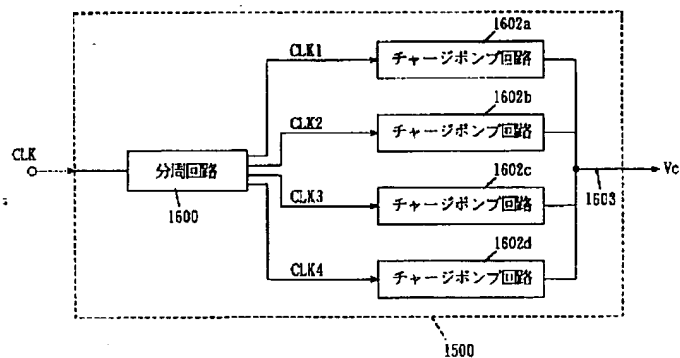 1602a
チャージポンプ回路
CLK1
1602b
CLK2
チャージポンプ回路
CLK
分周回路
Vc
1602c
1603
CLK3
チャージポンプ回路
1600
1602d
CLK4
チャージポンプ回路
1500